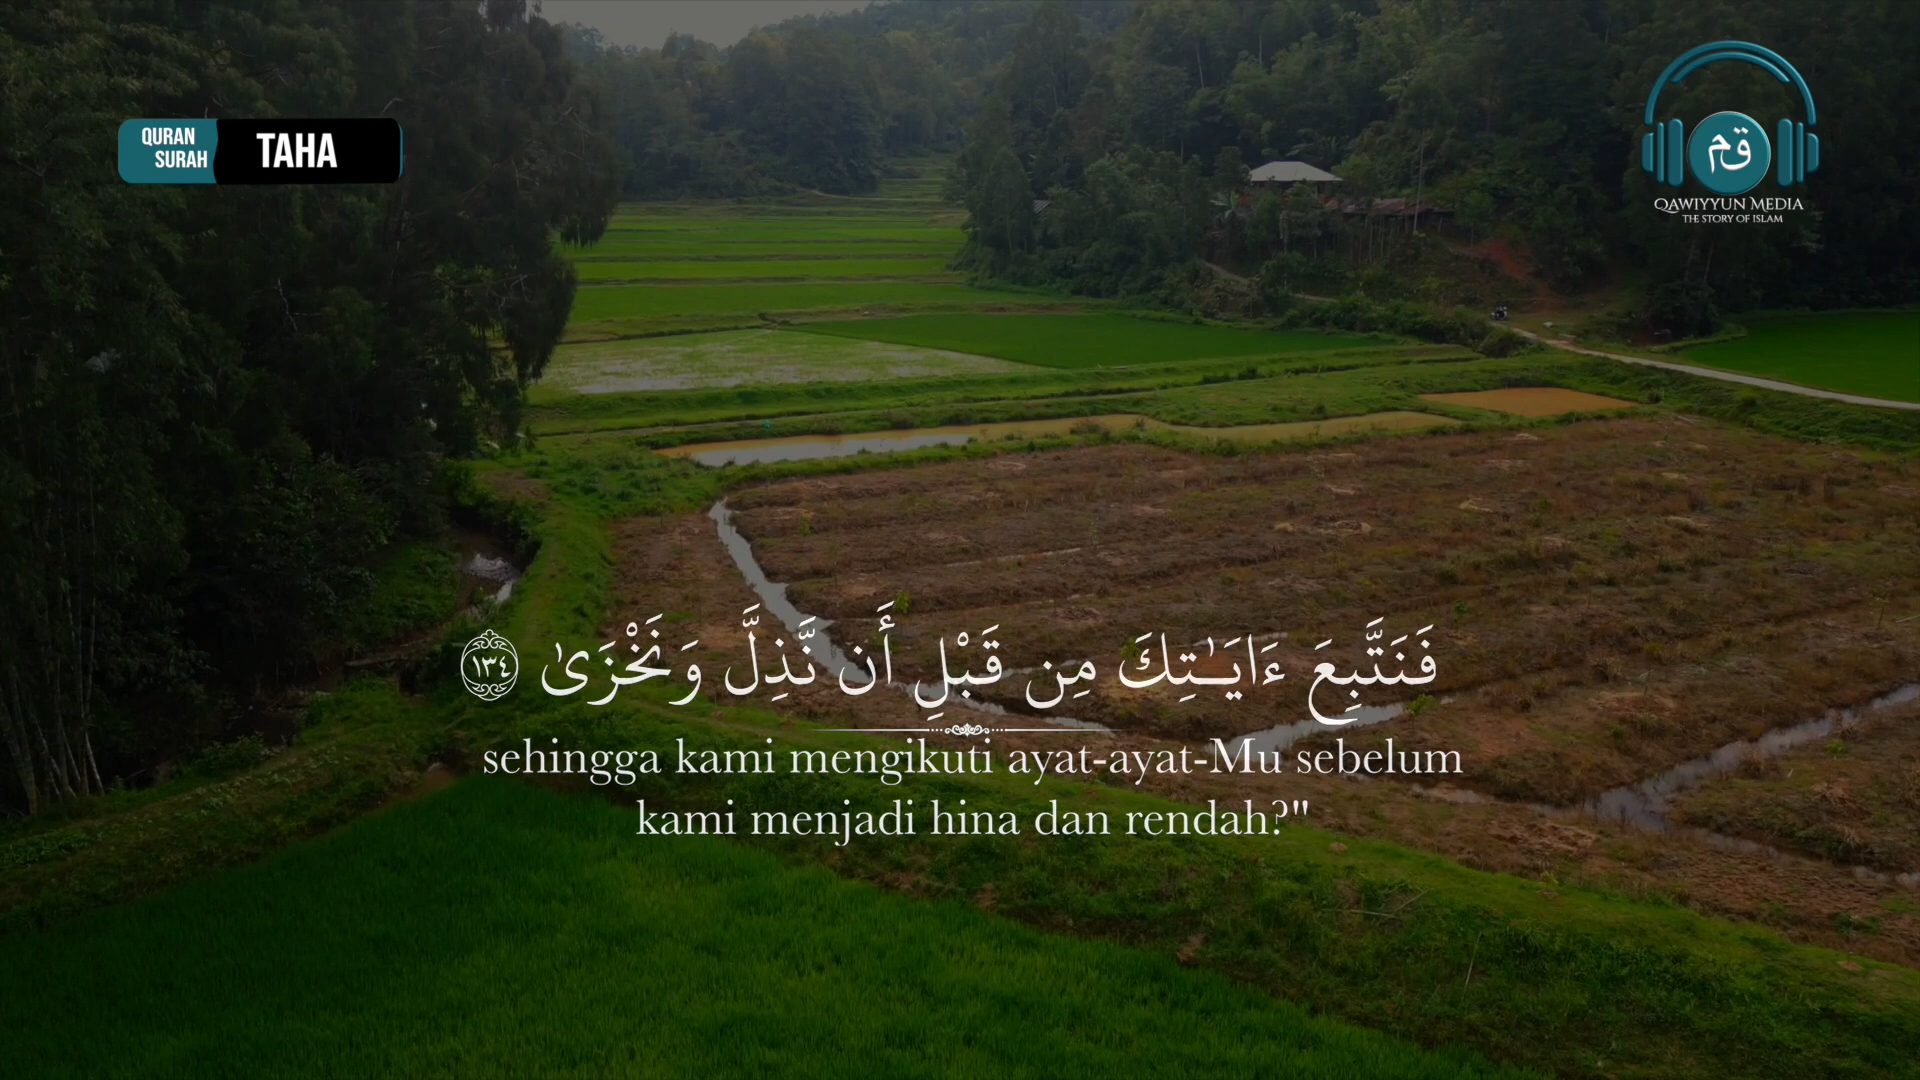 QURAN
SURAH
TAHA
قم
QAWIYYUN MEDIA
THE STORY OF ISLAM
فَنَتَّبِعَ ءَايَـٰتِكَ مِن قَبْلِ أَن نَّذِلَّ وَنَخْزَىٰ ١٣٤
sehingga kami mengikuti ayat-ayat-Mu sebelum
kami menjadi hina dan rendah?"